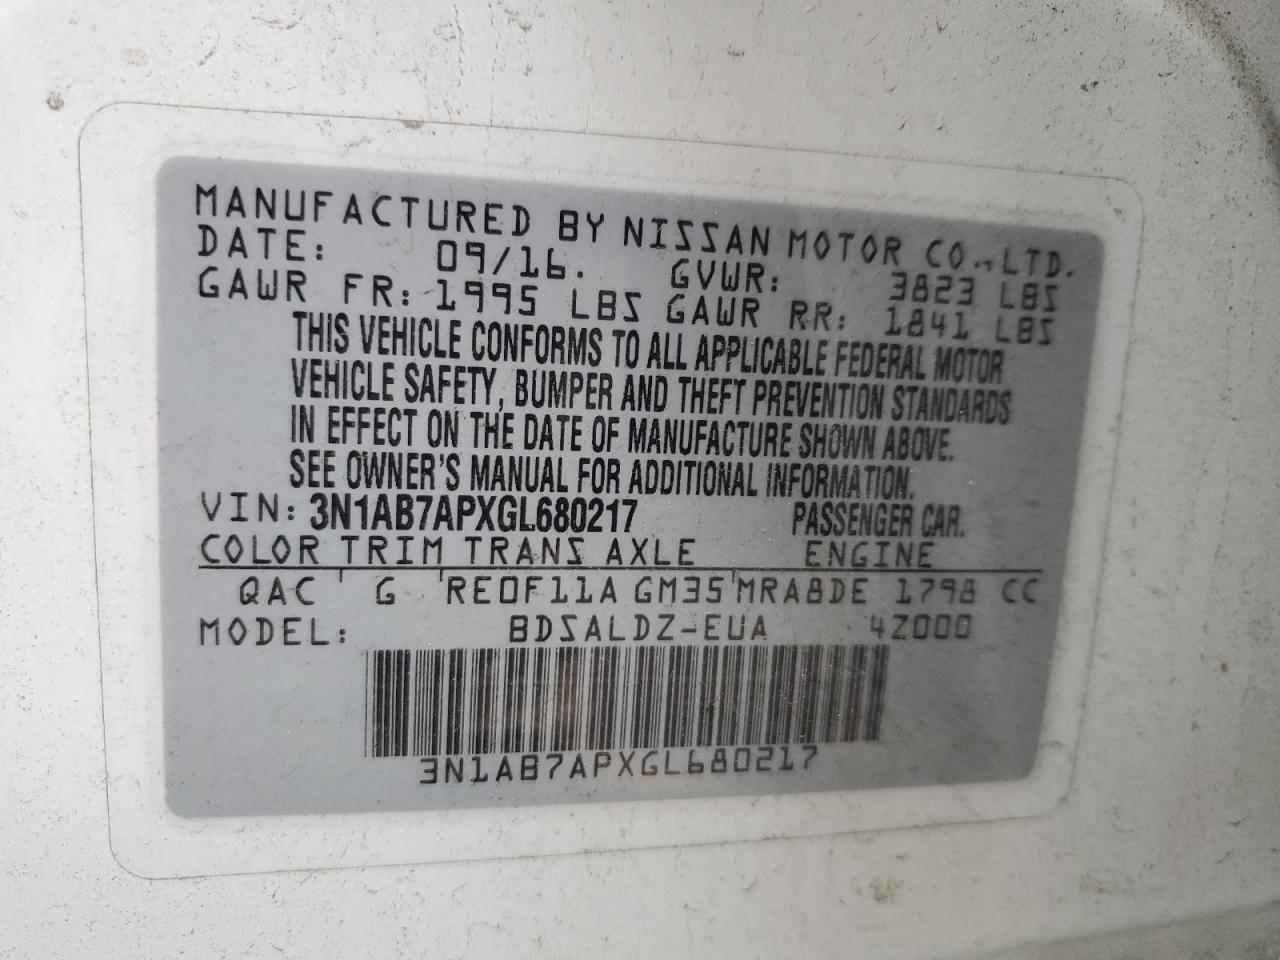 MANUFACTURED BY NISSAN MOTOR CO., LTD.
DATE: 09/16. GVWR: 3823 LBS
GAWR FR: 1995 LBS GAWR RR: 1841 LBS
THIS VEHICLE CONFORMS TO ALL APPLICABLE FEDERAL MOTOR
VEHICLE SAFETY, BUMPER AND THEFT PREVENTION STANDARDS
IN EFFECT ON THE DATE OF MANUFACTURE SHOWN ABOVE.
SEE OWNER'S MANUAL FOR ADDITIONAL INFORMATION.
VIN: 3N1AB7APXGL680217 PASSENGER CAR.
COLOR TRIM TRANS AXLE ENGINE
QAC G RE0F11A GM35 MRA8DE 1798 CC
MODEL: BDSALDZ-EUA 4Z000
3N1AB7APXGL680217